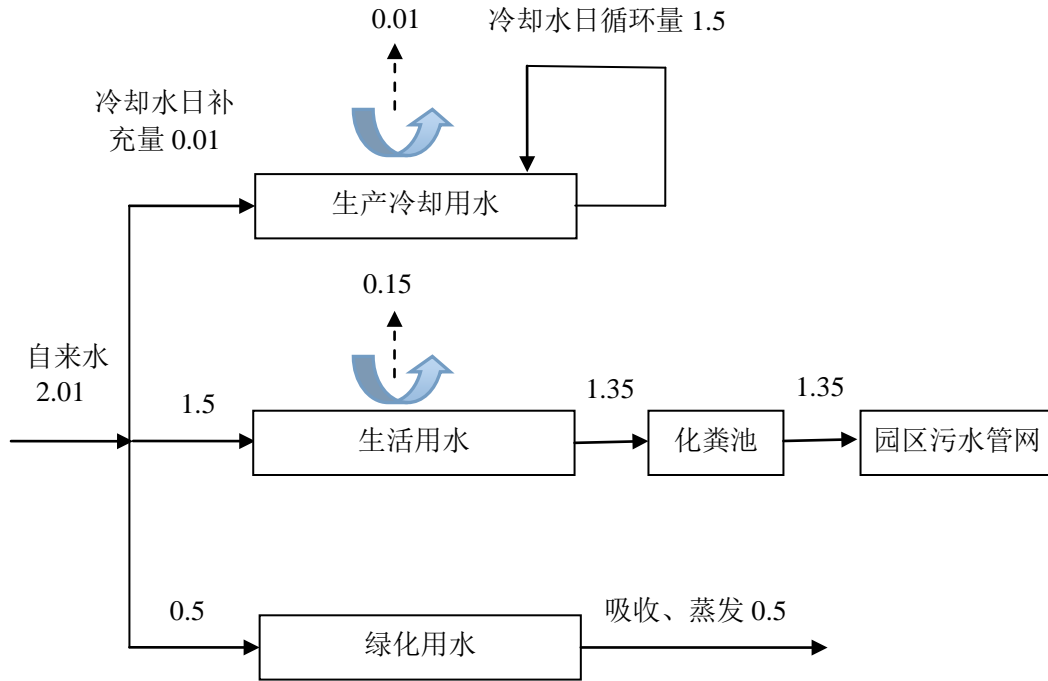 0.01
冷却水日循环量 1.5
冷却水日补
充量 0.01
生产冷却用水
0.15
自来水
2.01
1.5
生活用水
1.35
化粪池
1.35
园区污水管网
0.5
绿化用水
吸收、蒸发 0.5